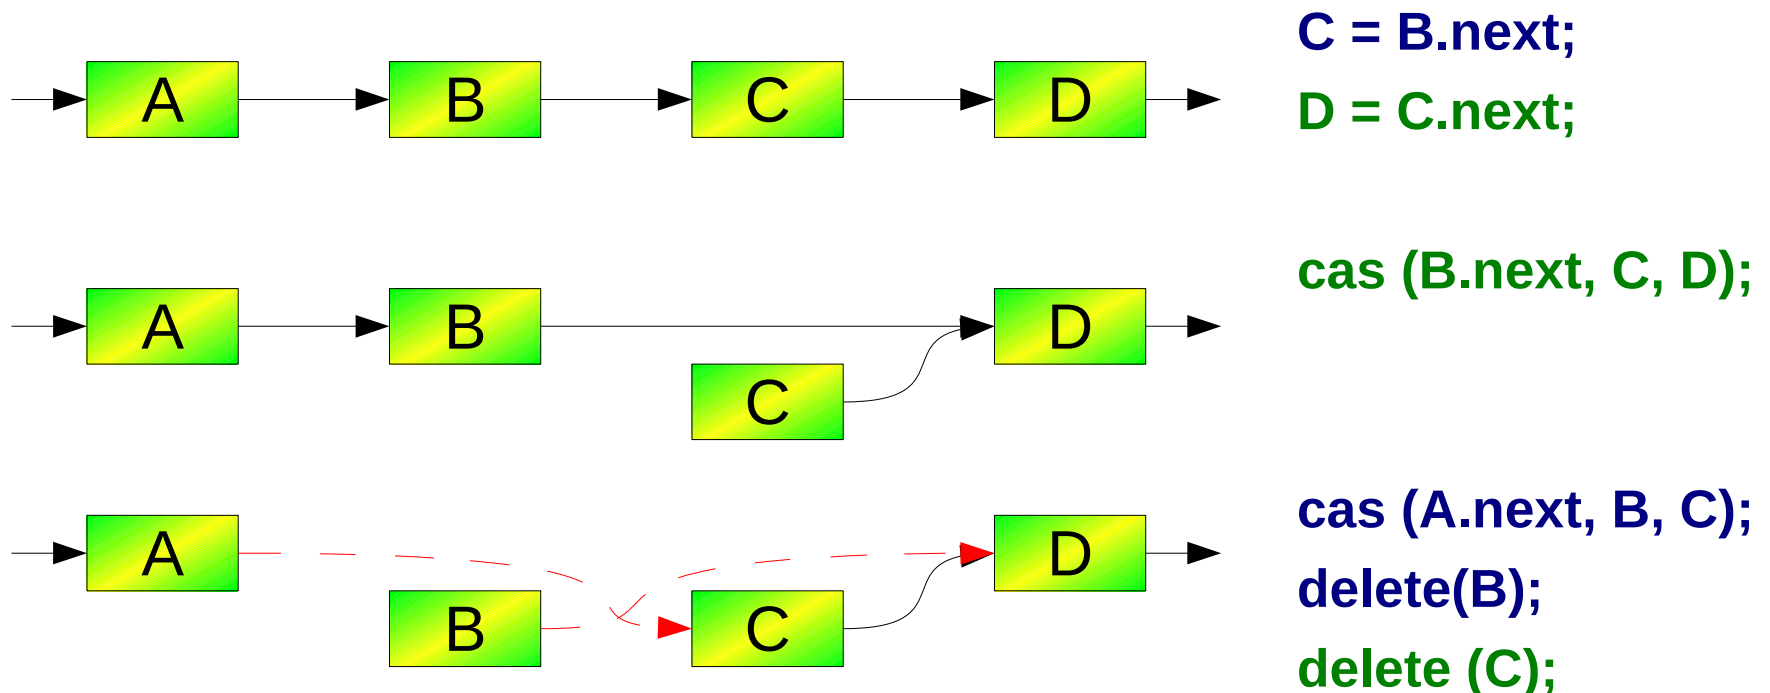 C = B.next;
A B C D
D = C.next;
cas (B.next, C, D);
A B D
C
cas (A.next, B, C);
A D
delete(B);
B C
delete (C);